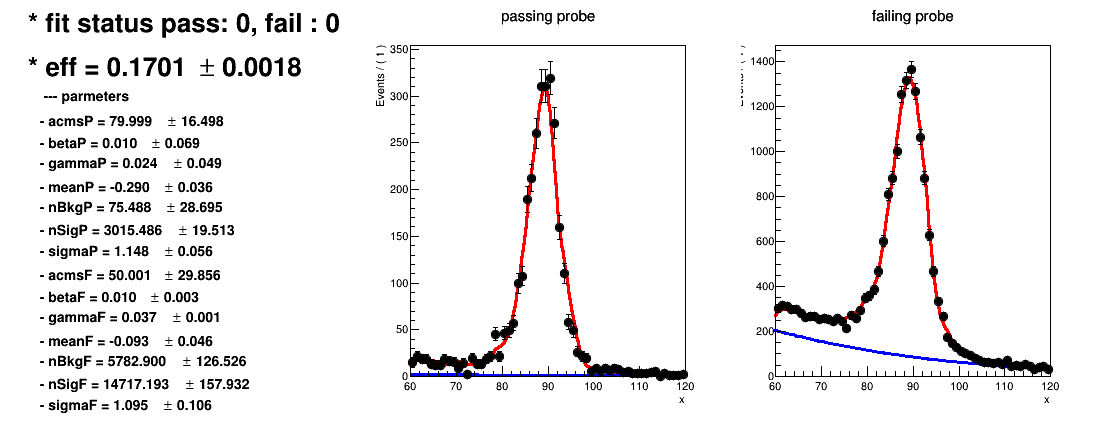 * fit status pass: 0, fail : 0
* eff = 0.1701 ± 0.0018
--- parmeters
- acmsP = 79.999 ± 16.498
- betaP = 0.010 ± 0.069
- gammaP = 0.024 ± 0.049
- meanP = -0.290 ± 0.036
- nBkgP = 75.488 ± 28.695
- nSigP = 3015.486 ± 19.513
- sigmaP = 1.148 ± 0.056
- acmsF = 50.001 ± 29.856
- betaF = 0.010 ± 0.003
- gammaF = 0.037 ± 0.001
- meanF = -0.093 ± 0.046
- nBkgF = 5782.900 ± 126.526
- nSigF = 14717.193 ± 157.932
- sigmaF = 1.095 ± 0.106
passing probe
Events / ( 1 )
350
300
250
200
150
100
50
0
60 70 80 90 100 110 120
x
failing probe
Events / ( 1 )
1400
1200
1000
800
600
400
200
0
60 70 80 90 100 110 120
x